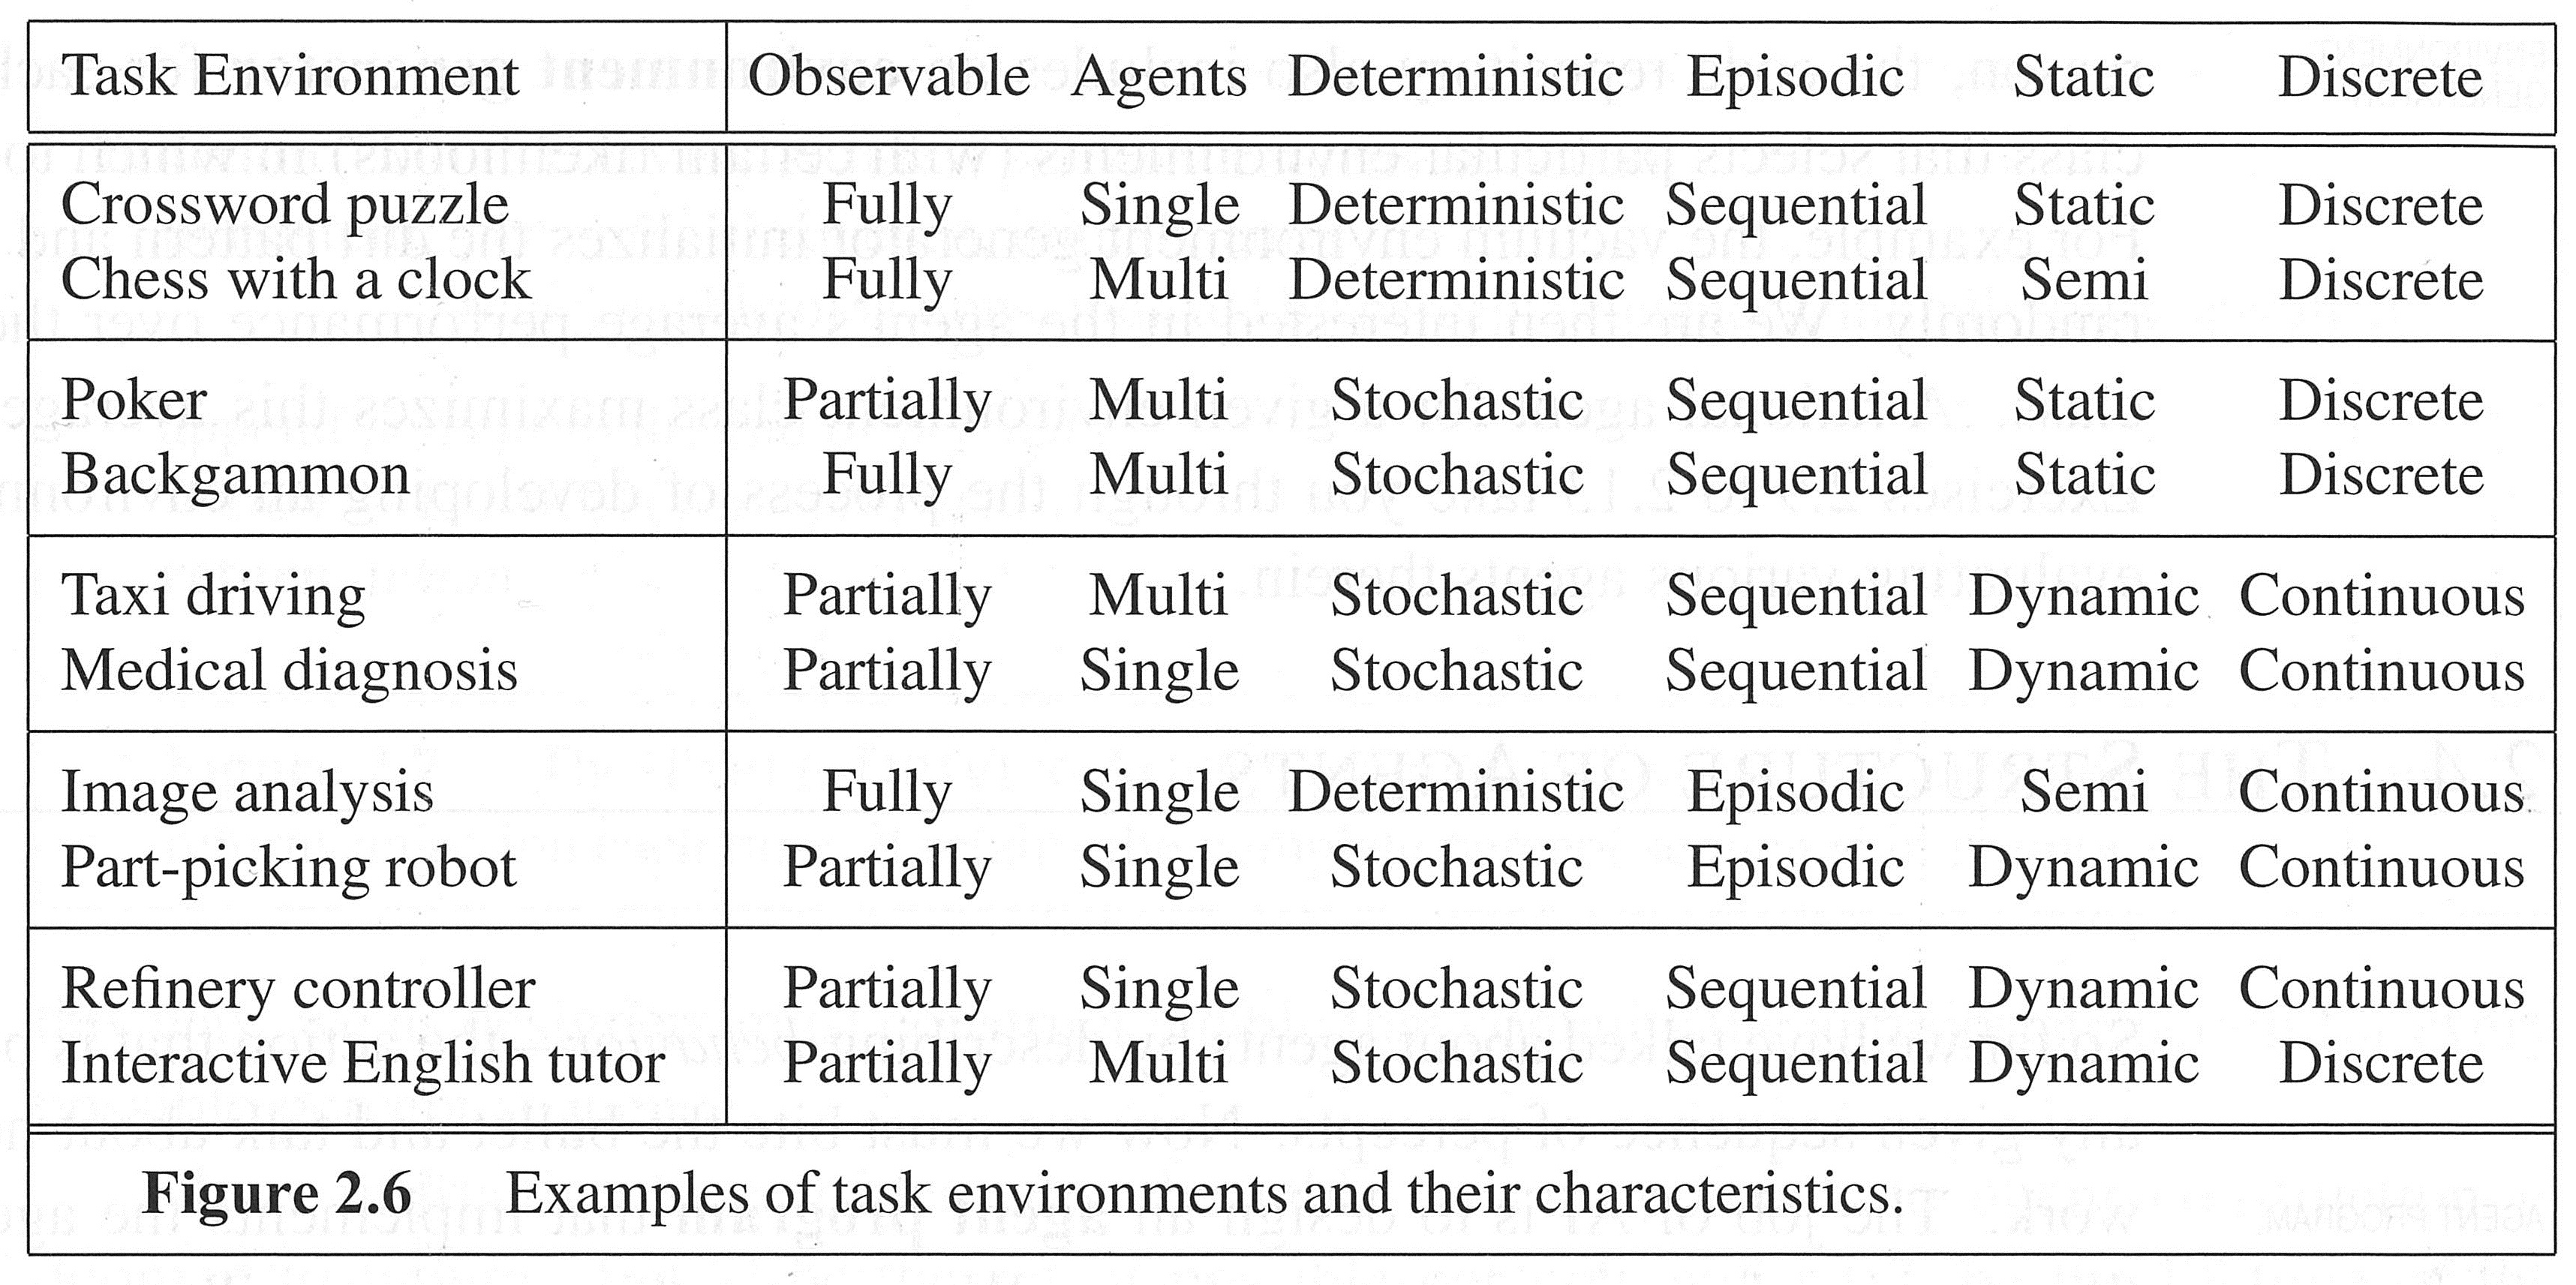 Task Environment Observable Agents Deterministic Episodic Static Discrete
Crossword puzzle Fully Single Deterministic Sequential Static Discrete
Chess with a clock Fully Multi Deterministic Sequential Semi Discrete
Poker Partially Multi Stochastic Sequential Static Discrete
Backgammon Fully Multi Stochastic Sequential Static Discrete
Taxi driving Partially Multi Stochastic Sequential Dynamic Continuous
Medical diagnosis Partially Single Stochastic Sequential Dynamic Continuous
Image analysis Fully Single Deterministic Episodic Semi Continuous
Part-picking robot Partially Single Stochastic Episodic Dynamic Continuous
Refinery controller Partially Single Stochastic Sequential Dynamic Continuous
Interactive English tutor Partially Multi Stochastic Sequential Dynamic Discrete
Figure 2.6 Examples of task environments and their characteristics.